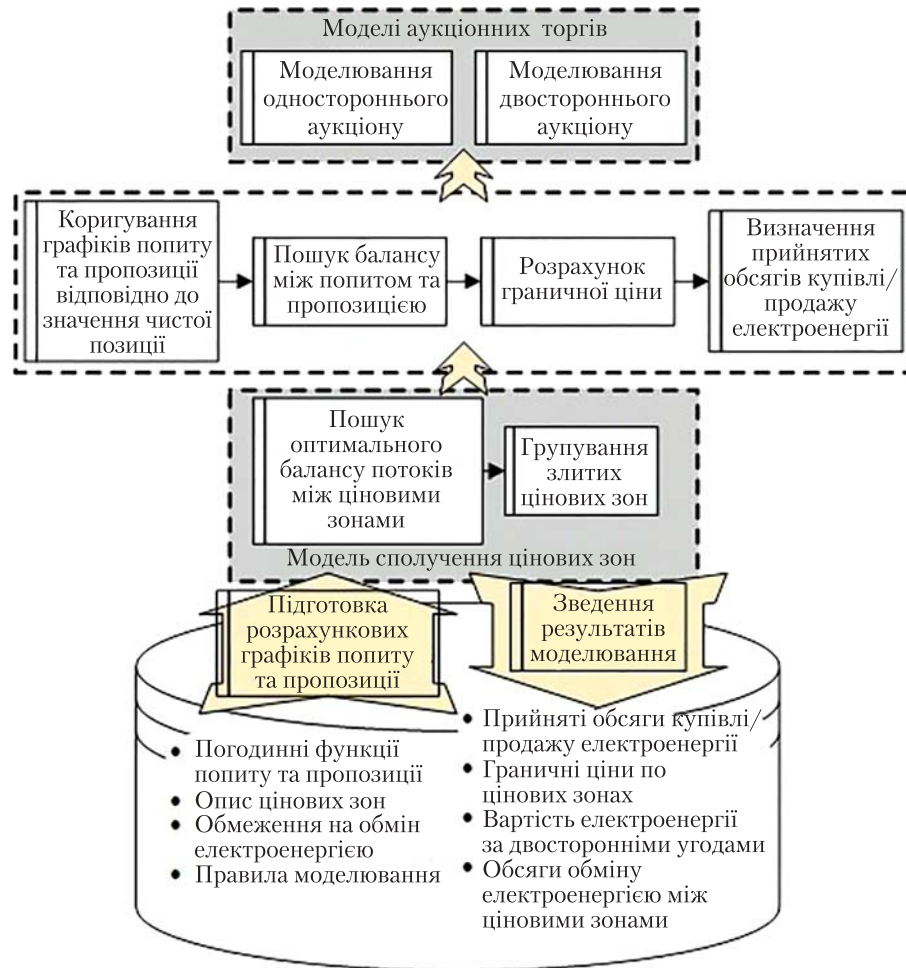 Моделі аукціонних торгів
Моделювання
одностороннього
аукціону
Моделювання
двостороннього
аукціону
Коригування
графіків попиту
та пропозиції
відповідно до
значення чистої
позиції
Пошук балансу
між попитом та
пропозицією
Розрахунок
граничної ціни
Визначення
прийнятих
обсягів купівлі/
продажу
електроенергії
Пошук
оптимального
балансу потоків
між ціновими
зонами
Групування
злитих
цінових зон
Модель сполучення цінових зон
Підготовка
розрахункових
графіків попиту
та пропозиції
Зведення
результатів
моделювання
• Погодинні функції
попиту та пропозиції
• Опис цінових зон
• Обмеження на обмін
електроенергією
• Правила моделювання
• Прийняті обсяги купівлі/
продажу електроенергії
• Граничні ціни по
цінових зонах
• Вартість електроенергії
за двосторонніми угодами
• Обсяги обміну
електроенергією між
ціновими зонами